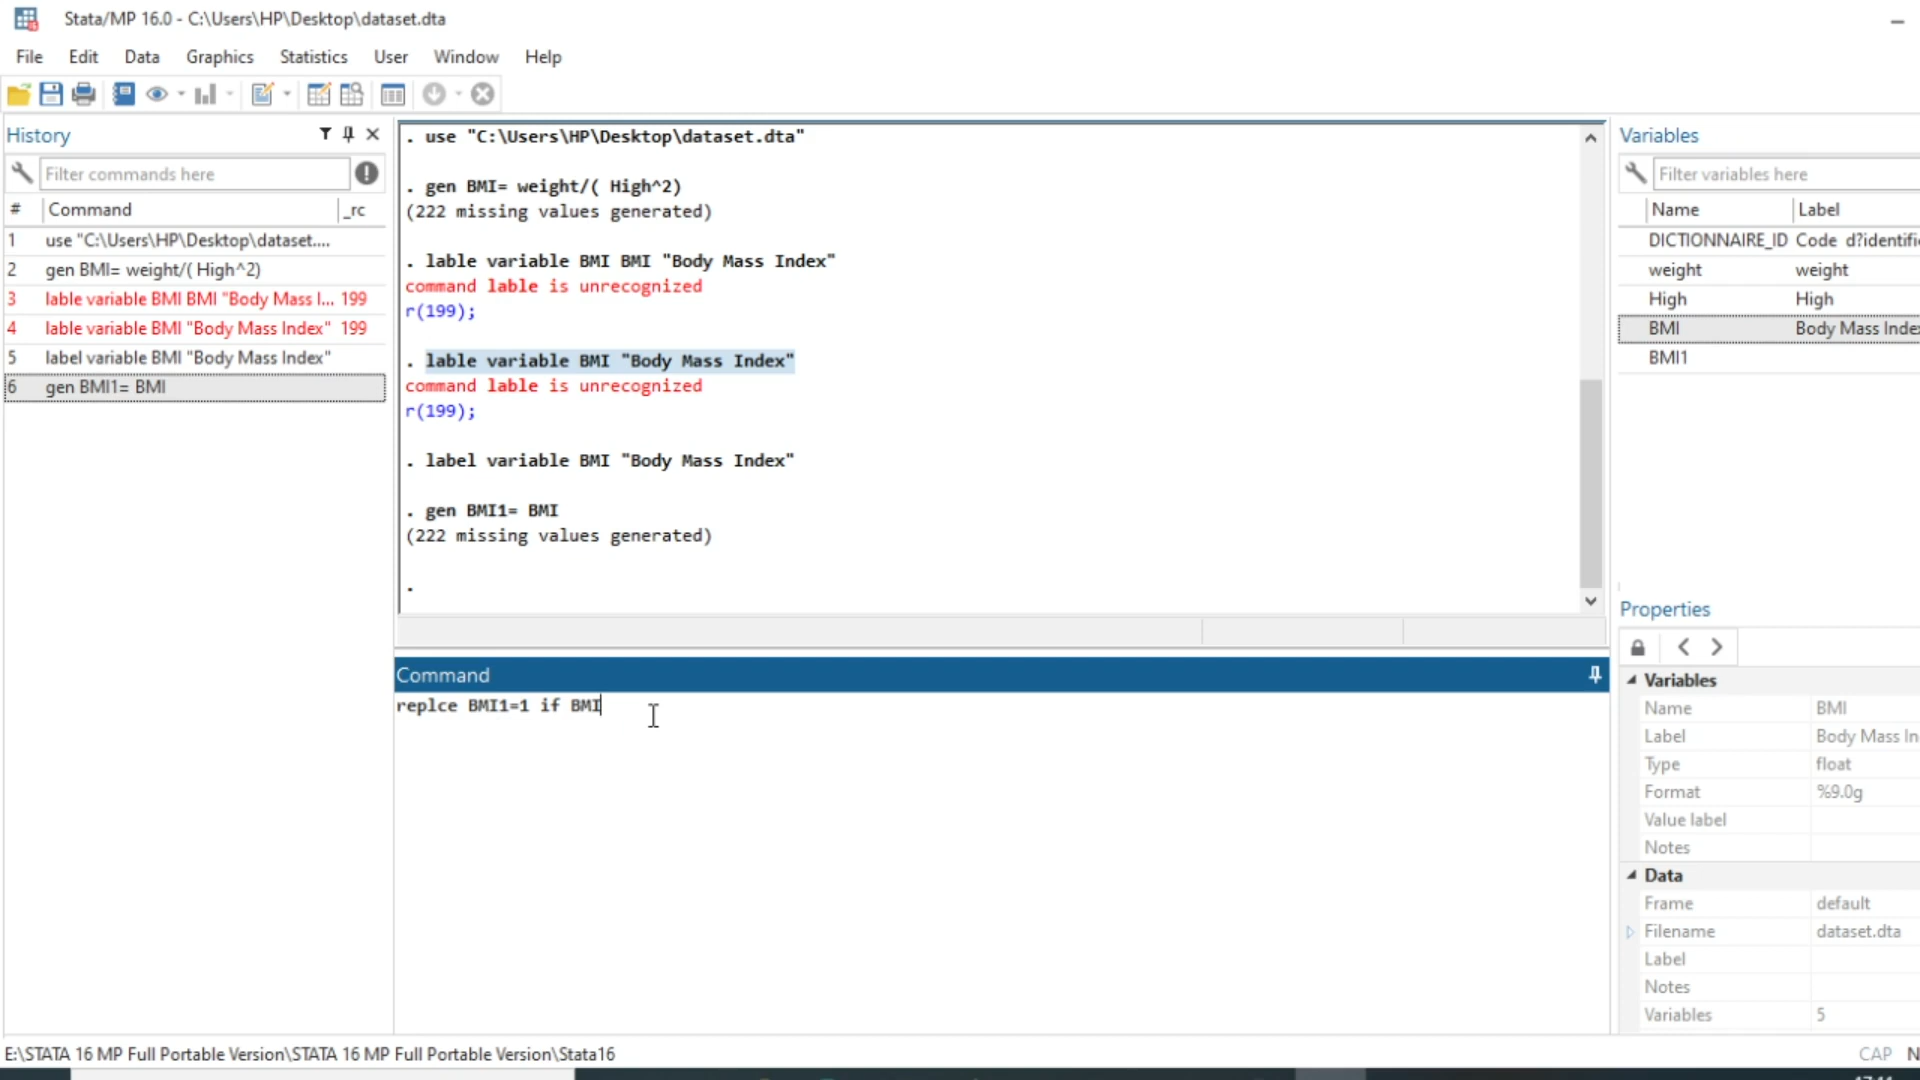 Stata/MP 16.0 - C:\Users\HP\Desktop\dataset.dta
File Edit Data Graphics Statistics User Window Help
History
Filter commands here
# Command _rc
1 use "C:\Users\HP\Desktop\dataset....
2 gen BMI= weight/( High^2)
3 lable variable BMI BMI "Body Mass I... 199
4 lable variable BMI "Body Mass Index" 199
5 label variable BMI "Body Mass Index"
6 gen BMI1= BMI
. use "C:\Users\HP\Desktop\dataset.dta"
. gen BMI= weight/( High^2)
(222 missing values generated)
. lable variable BMI BMI "Body Mass Index"
command lable is unrecognized
r(199);
. lable variable BMI "Body Mass Index"
command lable is unrecognized
r(199);
. label variable BMI "Body Mass Index"
. gen BMI1= BMI
(222 missing values generated)
.
Command
replce BMI1=1 if BMI
Variables
Filter variables here
Name Label
DICTIONNAIRE_ID Code d?identifi
weight weight
High High
BMI Body Mass Inde
BMI1
Properties
Variables
Name BMI
Label Body Mass In
Type float
Format %9.0g
Value label
Notes
Data
Frame default
Filename dataset.dta
Label
Notes
Variables 5
E:\STATA 16 MP Full Portable Version\STATA 16 MP Full Portable Version\Stata16
CAP N